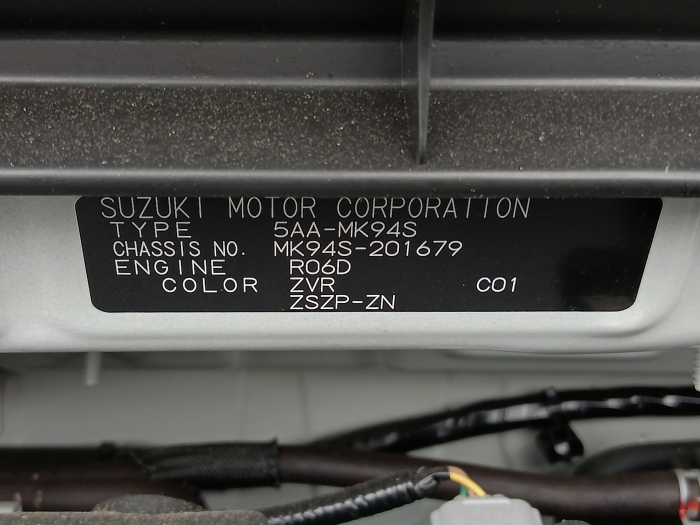 SUZUKI MOTOR CORPORATION
TYPE 5AA-MK94S
CHASSIS NO. MK94S-201679
ENGINE R06D
COLOR ZVR C01
ZSZP-ZN